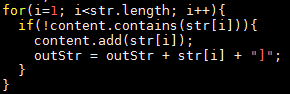 for(i=1; i<str.length; i++){
  if(!content.contains(str[i])){
    content.add(str[i]);
    outStr = outStr + str[i] + "]";
  }
}